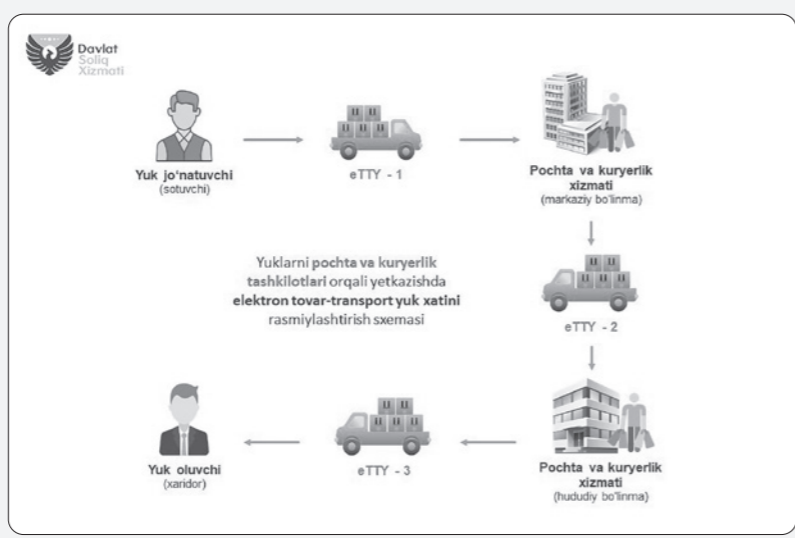 Davlat
Soliq
Xizmati
Yuk jo'natuvchi
(sotuvchi)
eTTY - 1
Pochta va kuryerlik
xizmati
(markaziy bo'linma)
Yuklarni pochta va kuryerlik
tashkilotlari orqali yetkazishda
elektron tovar-transport yuk xatini
rasmiylashtirish sxemasi
eTTY - 2
Yuk oluvchi
(xaridor)
eTTY - 3
Pochta va kuryerlik
xizmati
(hududiy bo'linma)